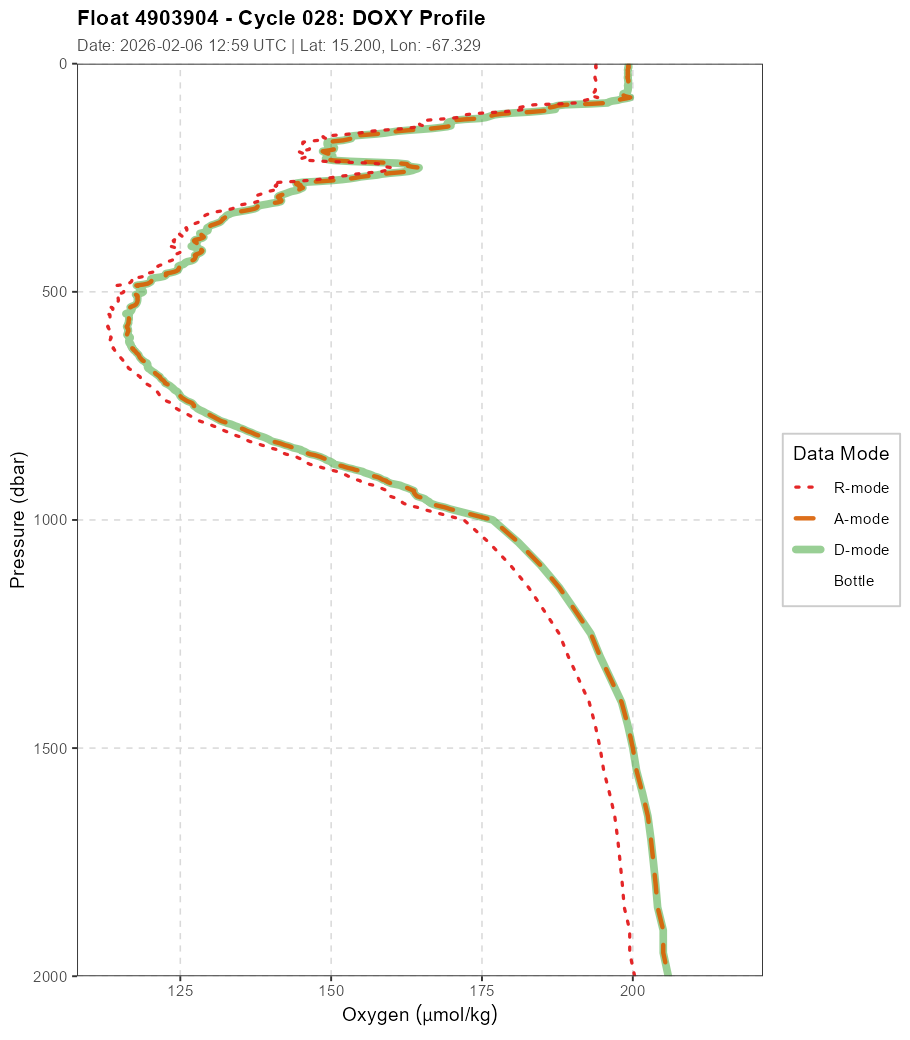 Float 4903904 - Cycle 028: DOXY Profile
Date: 2026-02-06 12:59 UTC | Lat: 15.200, Lon: -67.329
0
500
1000
1500
2000
Pressure (dbar)
125 150 175 200
Oxygen (μmol/kg)
Data Mode
R-mode
A-mode
D-mode
Bottle